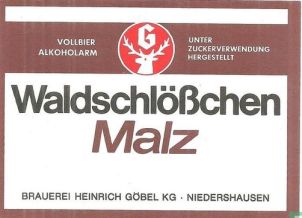 VOLLBIER
ALKOHOLARM
G
UNTER
ZUCKERVERWENDUNG
HERGESTELLT
Waldschlößchen
Malz
BRAUEREI HEINRICH GÖBEL KG · NIEDERSHAUSEN